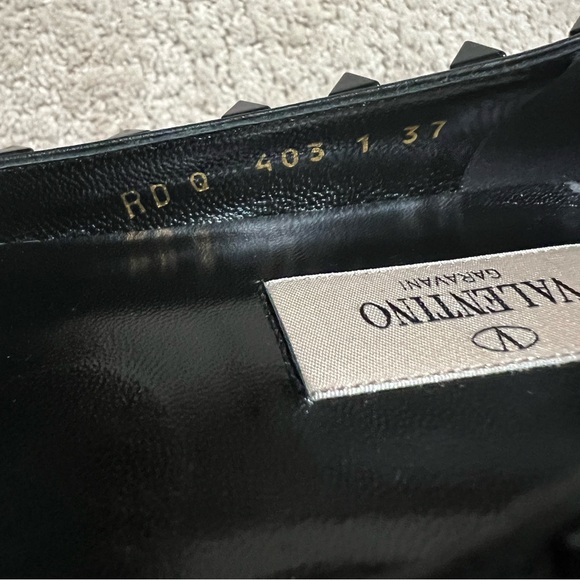 RD Q 403 1 37
V
VALENTINO
GARAVANI